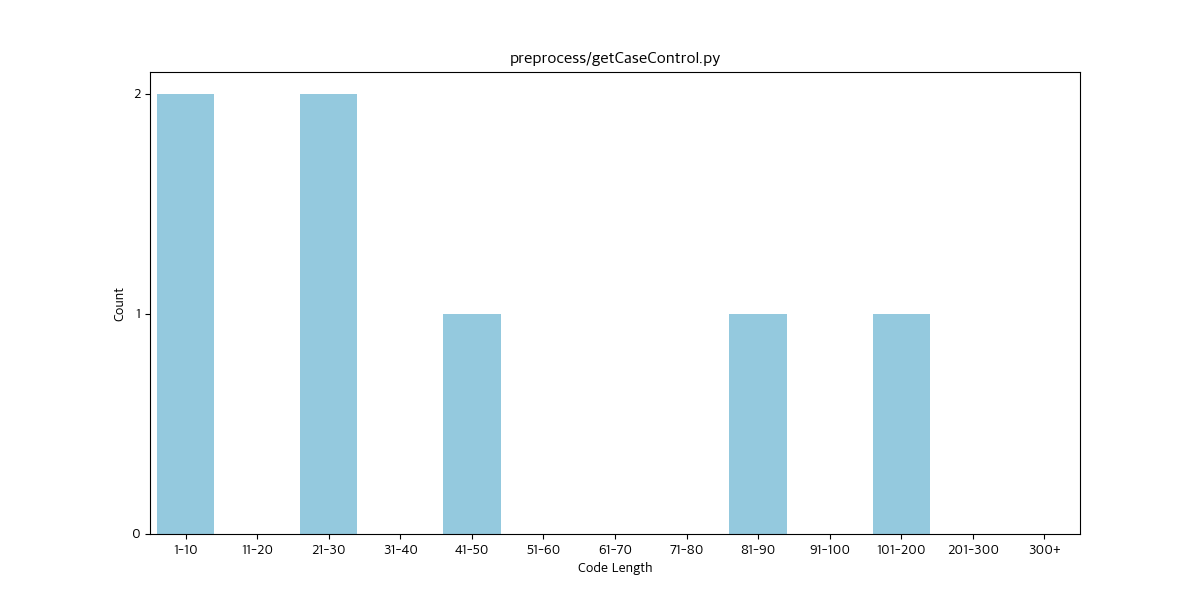 preprocess/getCaseControl.py
2
1
0
Count
1-10 11-20 21-30 31-40 41-50 51-60 61-70 71-80 81-90 91-100 101-200 201-300 300+
Code Length